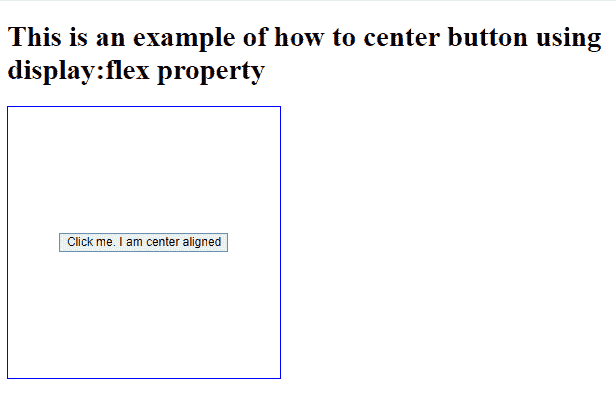 This is an example of how to center button using
display:flex property
Click me. I am center aligned